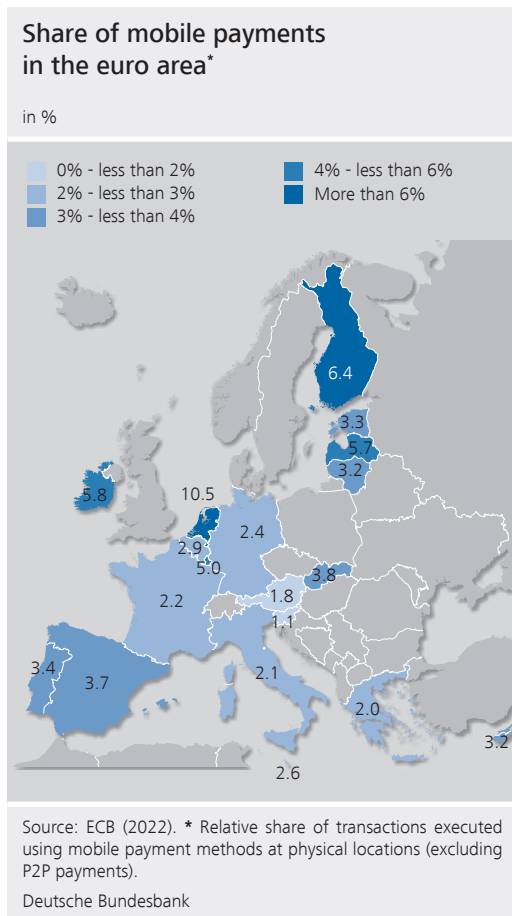 Share of mobile payments
in the euro area*
in %
0% - less than 2%
2% - less than 3%
3% - less than 4%
4% - less than 6%
More than 6%
6.4
3.3
5.7
3.2
5.8
10.5
2.4
2.9
5.0
3.8
2.2
1.8
1.1
3.4
3.7
2.1
2.0
3.2
2.6
Source: ECB (2022). * Relative share of transactions executed
using mobile payment methods at physical locations (excluding
P2P payments).
Deutsche Bundesbank